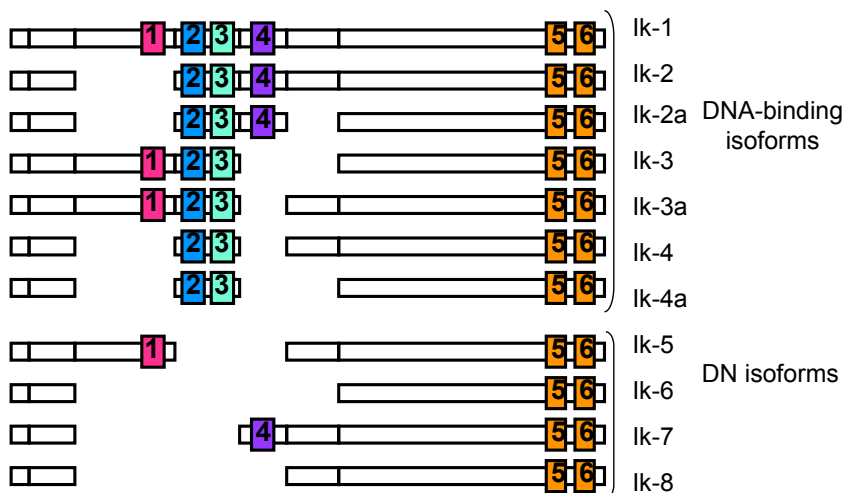 1 2 3 4 5 6 Ik-1
2 3 4 5 6 Ik-2
2 3 4 5 6 Ik-2a
DNA-binding
isoforms
1 2 3 5 6 Ik-3
1 2 3 5 6 Ik-3a
2 3 5 6 Ik-4
2 3 5 6 Ik-4a
1 5 6 Ik-5
DN isoforms
5 6 Ik-6
4 5 6 Ik-7
5 6 Ik-8